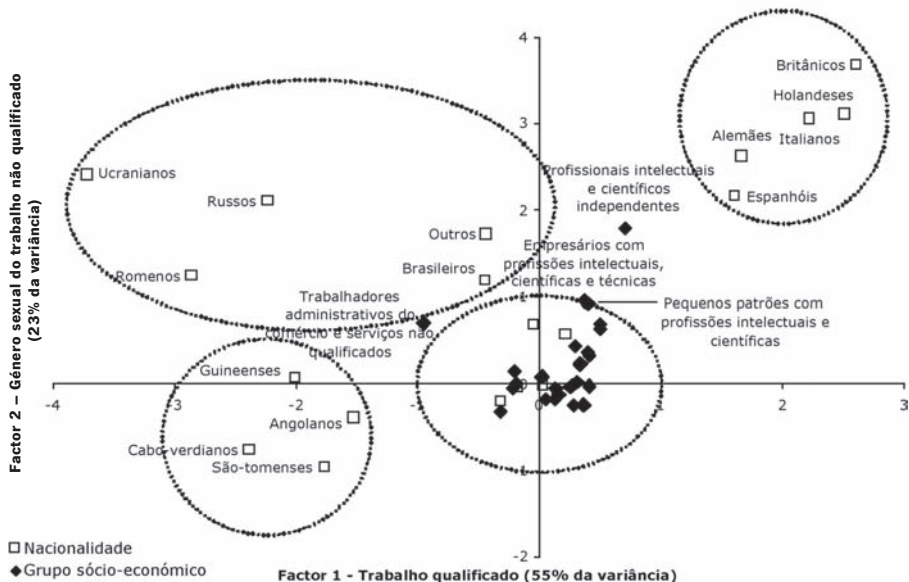 Factor 2 – Género sexual do trabalho não qualificado
(23% da variância)
4
Britânicos
Holandeses
3
Alemães
Italianos
Ucranianos
Profissionais intelectuais
e científicos
independentes
Espanhóis
Russos
2
Outros
Empresários com
profissões intelectuais,
científicas e técnicas
Romenos
Brasileiros
Trabalhadores
administrativos do
comércio e serviços não
qualificados
1
Pequenos patrões com
profissões intelectuais e
científicas
Guineenses
-4
-3
-2
-1
0
1
2
3
Angolanos
Cabo-verdianos
São-tomenses
-1
-2
Nacionalidade
Grupo sócio-económico
Factor 1 - Trabalho qualificado (55% da variância)